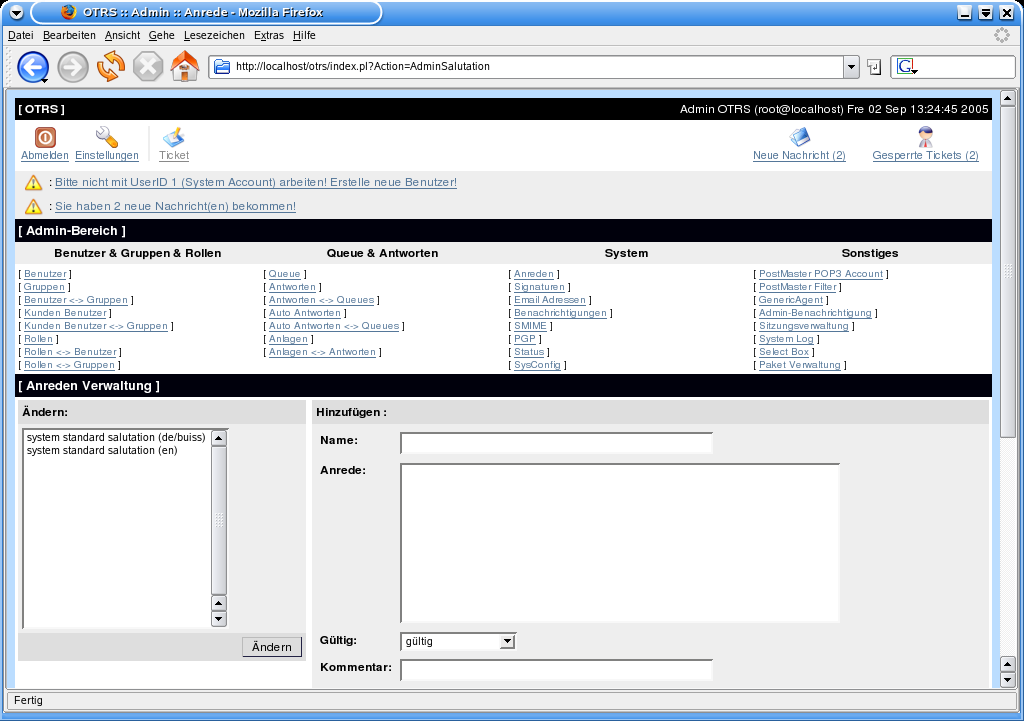 OTRS :: Admin :: Anrede - Mozilla Firefox
Datei Bearbeiten Ansicht Gehe Lesezeichen Extras Hilfe
http://localhost/otrs/index.pl?Action=AdminSalutation
G
[ OTRS ] Admin OTRS (root@localhost) Fre 02 Sep 13:24:45 2005
Abmelden Einstellungen Ticket Neue Nachricht (2) Gesperrte Tickets (2)
: Bitte nicht mit UserID 1 (System Account) arbeiten! Erstelle neue Benutzer!
: Sie haben 2 neue Nachricht(en) bekommen!
[ Admin-Bereich ]
Benutzer & Gruppen & Rollen Queue & Antworten System Sonstiges
[ Benutzer ] [ Queue ] [ Anreden ] [ PostMaster POP3 Account ]
[ Gruppen ] [ Antworten ] [ Signaturen ] [ PostMaster Filter ]
[ Benutzer <-> Gruppen ] [ Antworten <-> Queues ] [ Email Adressen ] [ GenericAgent ]
[ Kunden Benutzer ] [ Auto Antworten ] [ Benachrichtigungen ] [ Admin-Benachrichtigung ]
[ Kunden Benutzer <-> Gruppen ] [ Auto Antworten <-> Queues ] [ SMIME ] [ Sitzungsverwaltung ]
[ Rollen ] [ Anlagen ] [ PGP ] [ System Log ]
[ Rollen <-> Benutzer ] [ Anlagen <-> Antworten ] [ Status ] [ Select Box ]
[ Rollen <-> Gruppen ] [ SysConfig ] [ Paket Verwaltung ]
[ Anreden Verwaltung ]
Ändern: Hinzufügen :
system standard salutation (de/buiss)
system standard salutation (en)
Name:
Anrede:
Gültig: gültig
Ändern
Kommentar:
Fertig